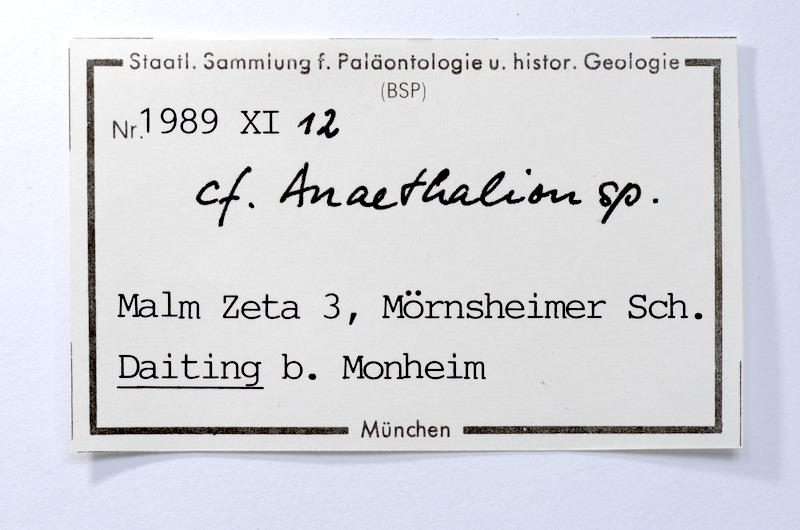 Staatl. Sammlung f. Paläontologie u. histor. Geologie
(BSP)
Nr. 1989 XI 12
cf. Anaethalion sp.
Malm Zeta 3, Mörnsheimer Sch.
Daiting b. Monheim
München